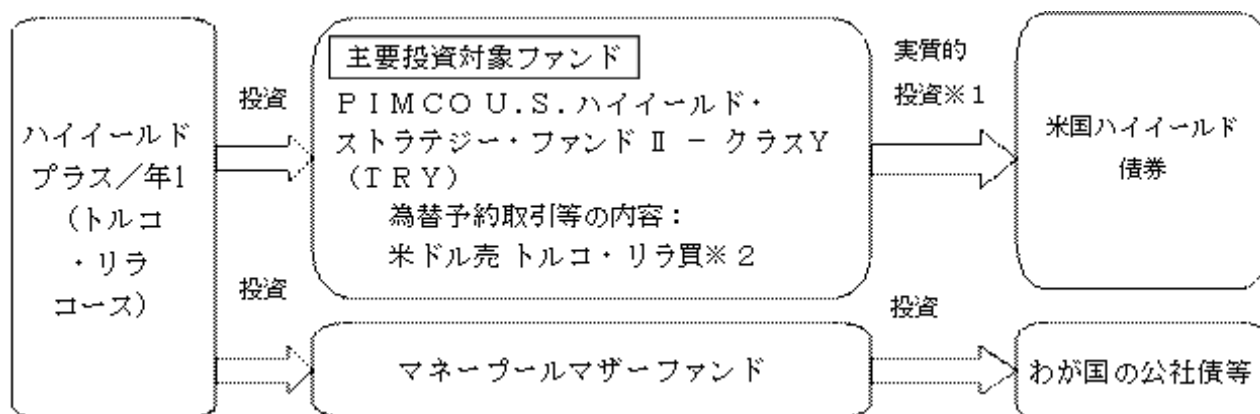 ハイイールド
プラス／年1
（トルコ
・リラ
コース）
投資
投資
主要投資対象ファンド
ＰＩＭＣＯ Ｕ.Ｓ.ハイイールド・
ストラテジー・ファンド Ⅱ － クラスＹ
（ＴＲＹ）
為替予約取引等の内容：
米ドル売 トルコ・リラ買※２
マネープールマザーファンド
実質的
投資※１
投資
米国ハイイールド
債券
わが国の公社債等